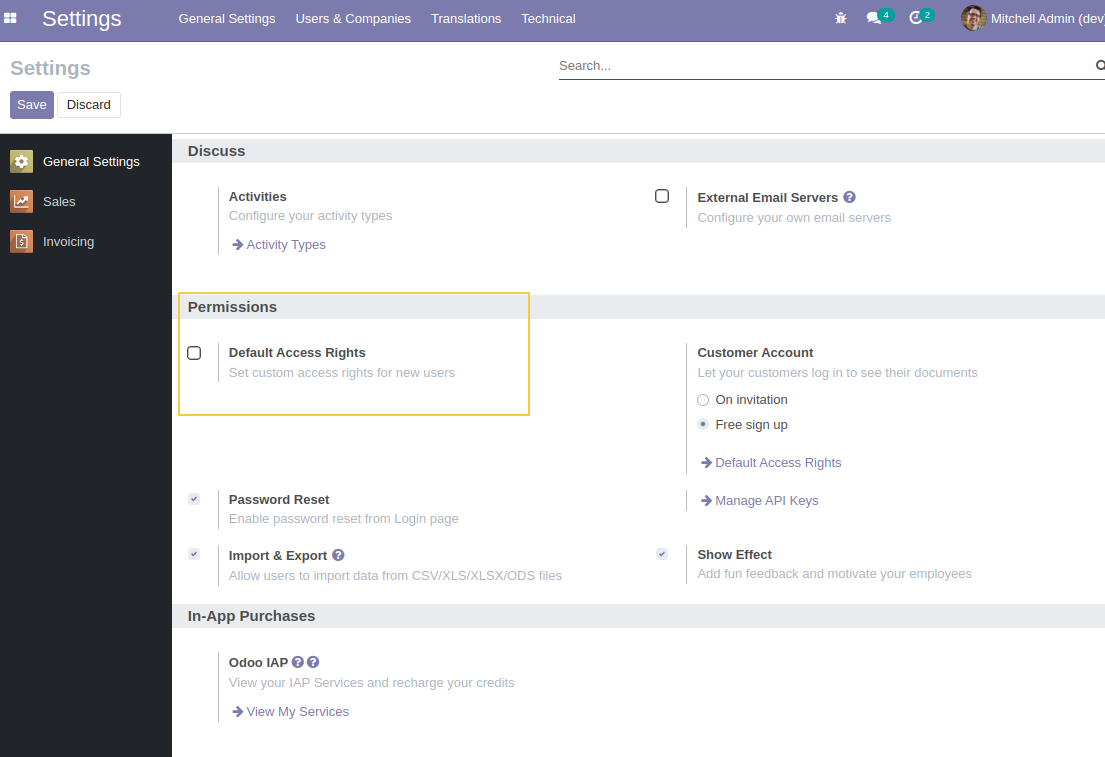 Settings General Settings Users & Companies Translations Technical 4 2 Mitchell Admin (dev
Settings
Search...
Save Discard
General Settings
Sales
Invoicing
Discuss
Activities
Configure your activity types
Activity Types
External Email Servers ?
Configure your own email servers
Permissions
Default Access Rights
Set custom access rights for new users
Customer Account
Let your customers log in to see their documents
On invitation
Free sign up
Default Access Rights
Password Reset
Enable password reset from Login page
Manage API Keys
Import & Export ?
Allow users to import data from CSV/XLS/XLSX/ODS files
Show Effect
Add fun feedback and motivate your employees
In-App Purchases
Odoo IAP ? ?
View your IAP Services and recharge your credits
View My Services